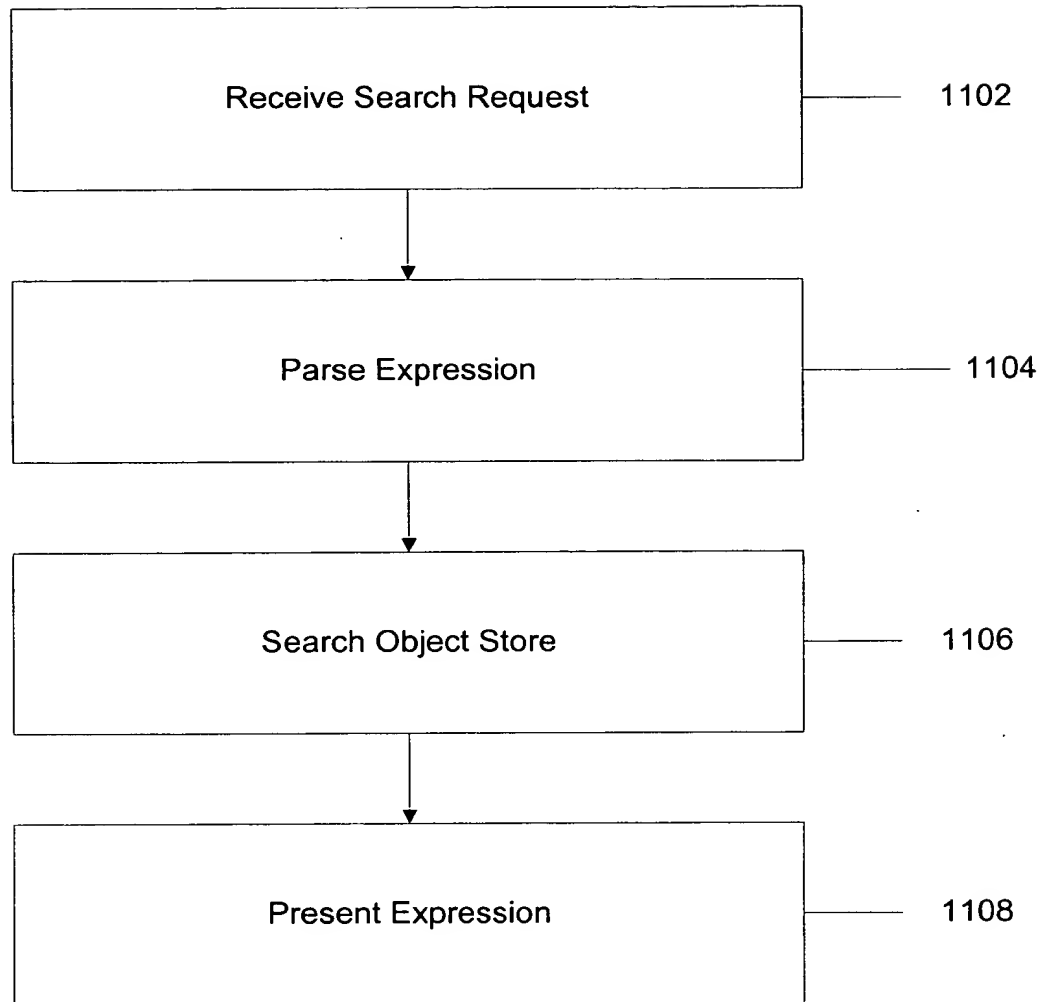 Receive Search Request
1102
Parse Expression
1104
Search Object Store
1106
Present Expression
1108